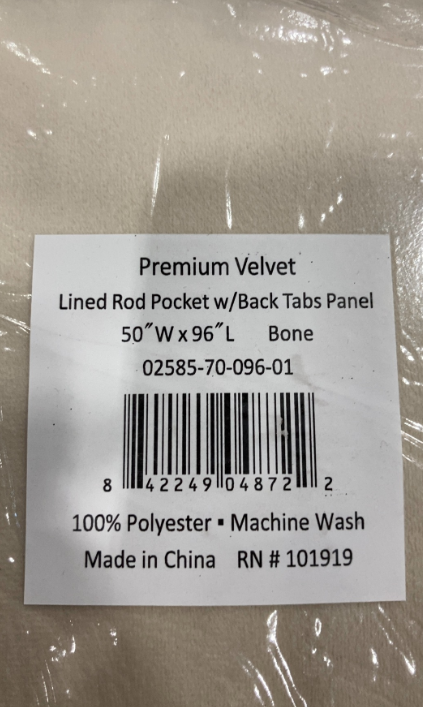 Premium Velvet
Lined Rod Pocket w/Back Tabs Panel
50″W x 96″L Bone
02585-70-096-01
8 42249 04872 2
100% Polyester ▪ Machine Wash
Made in China RN # 101919